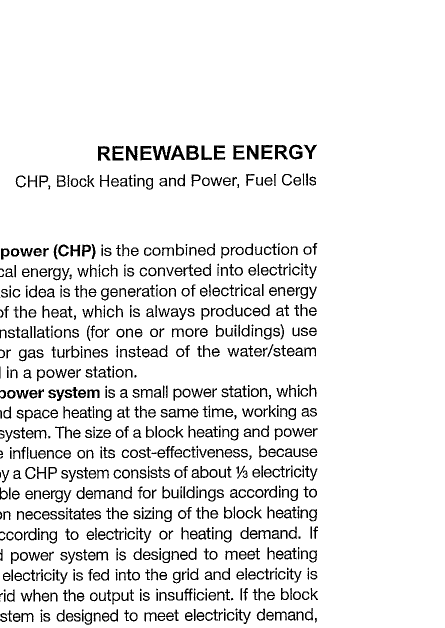 RENEWABLE ENERGY
CHP, Block Heating and Power, Fuel Cells
power (CHP) is the combined production of
cal energy, which is converted into electricity
sic idea is the generation of electrical energy
of the heat, which is always produced at the
nstallations (for one or more buildings) use
or gas turbines instead of the water/steam
in a power station.
power system is a small power station, which
nd space heating at the same time, working as
system. The size of a block heating and power
e influence on its cost-effectiveness, because
by a CHP system consists of about ⅓ electricity
ble energy demand for buildings according to
on necessitates the sizing of the block heating
ccording to electricity or heating demand. If
d power system is designed to meet heating
electricity is fed into the grid and electricity is
rid when the output is insufficient. If the block
stem is designed to meet electricity demand,